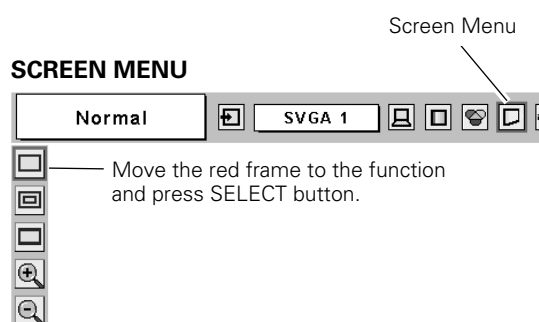 Screen Menu
SCREEN MENU
Normal
SVGA 1
Move the red frame to the function
and press SELECT button.